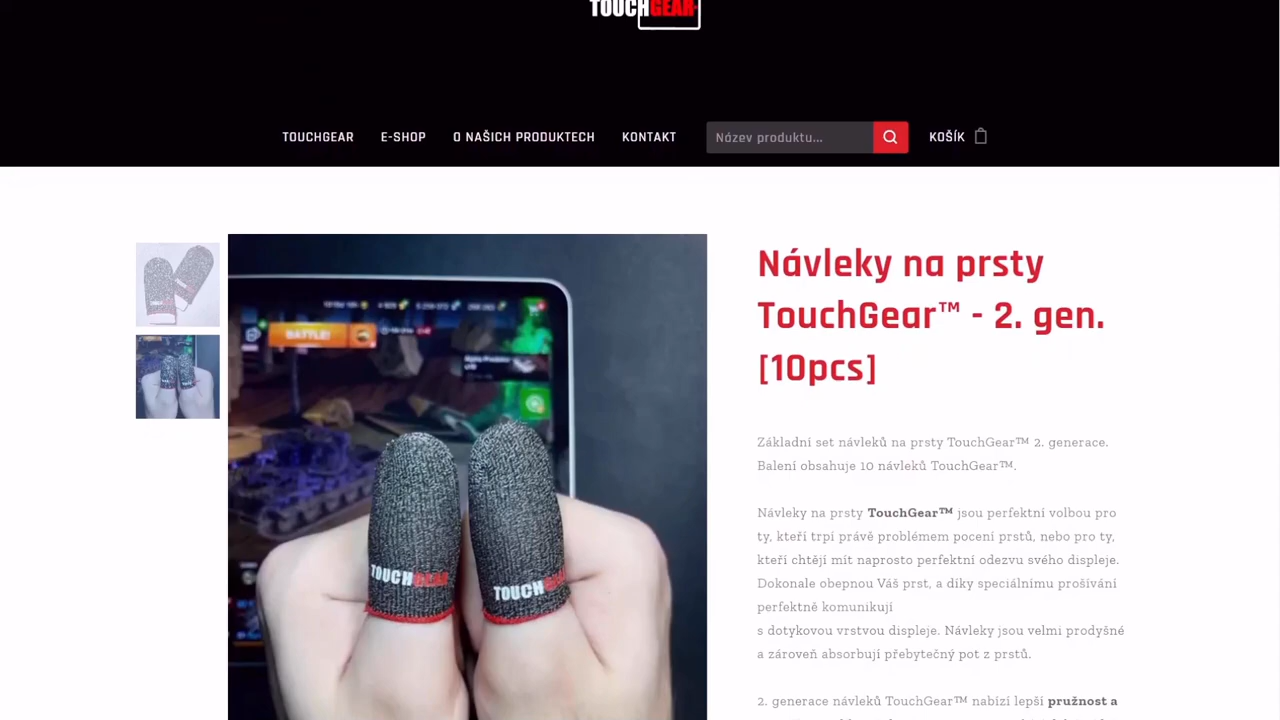 TOUCHGEAR
TOUCHGEAR
E-SHOP
O NAŠICH PRODUKTECH
KONTAKT
Název produktu...
KOŠÍK
BATTLE!
TOUCHGEAR
TOUCHGEAR
Návleky na prsty
TouchGear™ - 2. gen.
[10pcs]
Základní set návleků na prsty TouchGear™ 2. generace.
Balení obsahuje 10 návleků TouchGear™.
Návleky na prsty TouchGear™ jsou perfektní volbou pro
ty, kteří trpí právě problémem pocení prstů, nebo pro ty,
kteří chtějí mít naprosto perfektní odezvu svého displeje.
Dokonale obepnou Váš prst, a díky speciálnímu prošívání
perfektně komunikují
s dotykovou vrstvou displeje. Návleky jsou velmi prodyšné
a zároveň absorbují přebytečný pot z prstů.
2. generace návleků TouchGear™ nabízí lepší pružnost a